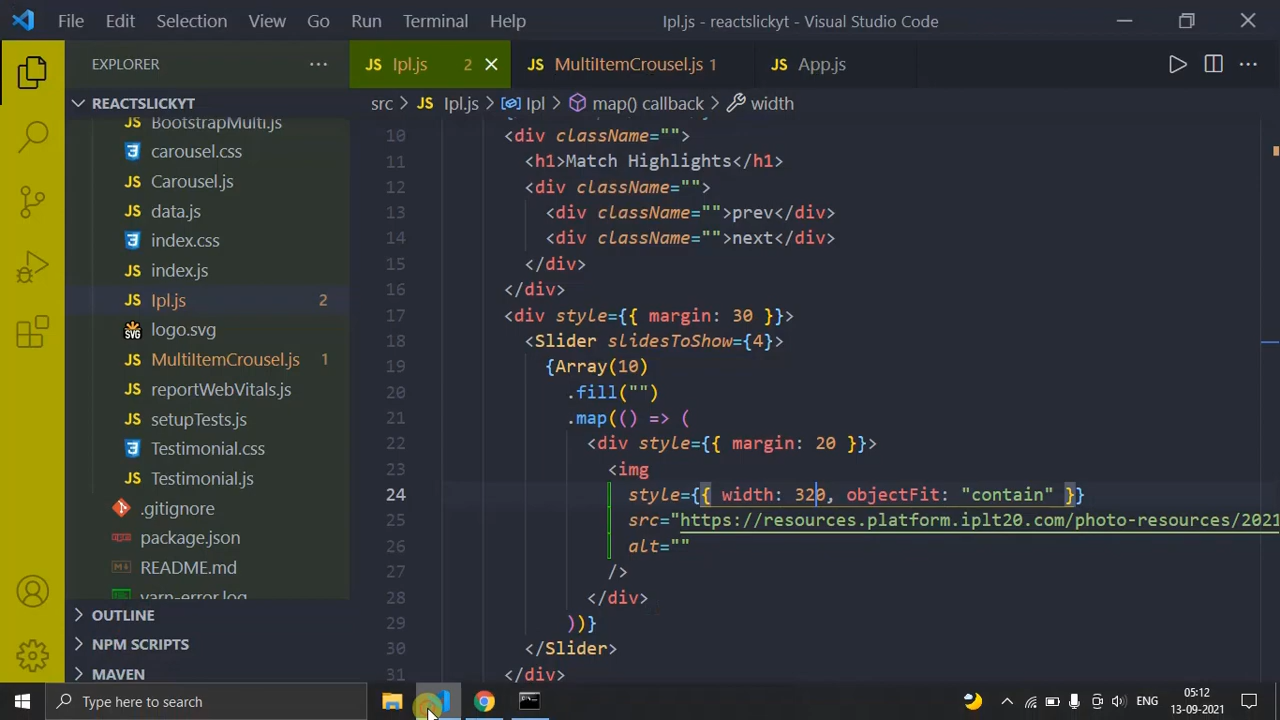 File Edit Selection View Go Run Terminal Help Ipl.js - reactslickyt - Visual Studio Code
EXPLORER ···
JS Ipl.js 2
JS MultiItemCrousel.js 1
JS App.js
REACTSLICKYT
src > JS Ipl.js > Ipl > map() callback > width
JS BootstrapMulti.js
carousel.css
JS Carousel.js
JS data.js
index.css
JS index.js
JS Ipl.js 2
logo.svg
JS MultiItemCrousel.js 1
JS reportWebVitals.js
JS setupTests.js
Testimonial.css
JS Testimonial.js
.gitignore
package.json
README.md
yarn-error.log
OUTLINE
NPM SCRIPTS
MAVEN
10 <div className="">
11 <h1>Match Highlights</h1>
12 <div className="">
13 <div className="">prev</div>
14 <div className="">next</div>
15 </div>
16 </div>
17 <div style={{ margin: 30 }}>
18 <Slider slidesToShow={4}>
19 {Array(10)
20 .fill("")
21 .map(() => (
22 <div style={{ margin: 20 }}>
23 <img
24 style={{ width: 320, objectFit: "contain" }}
25 src="https://resources.platform.iplt20.com/photo-resources/2021
26 alt=""
27 />
28 </div>
29 ))}
30 </Slider>
31 </div>
Type here to search
ENG
05:12
13-09-2021